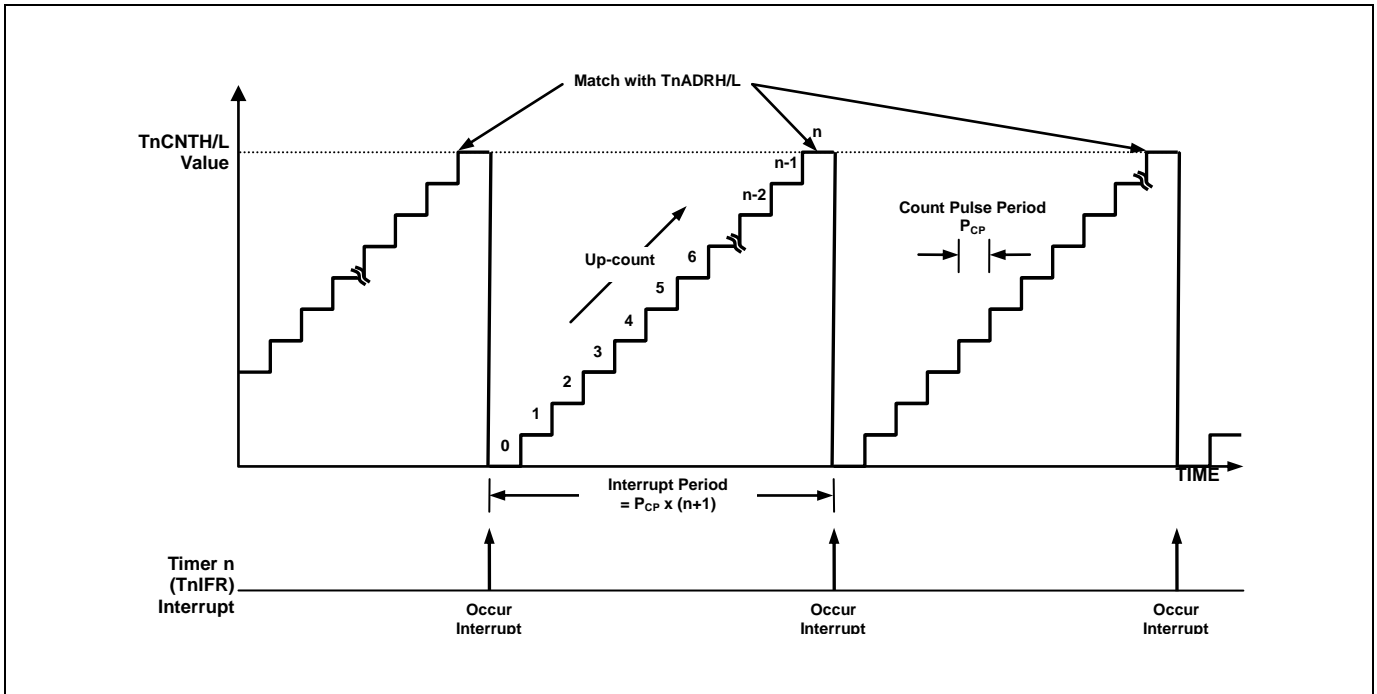 Match with TnADRH/L
TnCNTH/L
Value
n
n-1
n-2
Count Pulse Period
PCP
Up-count
6
5
4
3
2
1
0
TIME
Interrupt Period
= PCP x (n+1)
Timer n
(TnIFR)
Interrupt
Occur
Interrupt
Occur
Interrupt
Occur
Interrupt